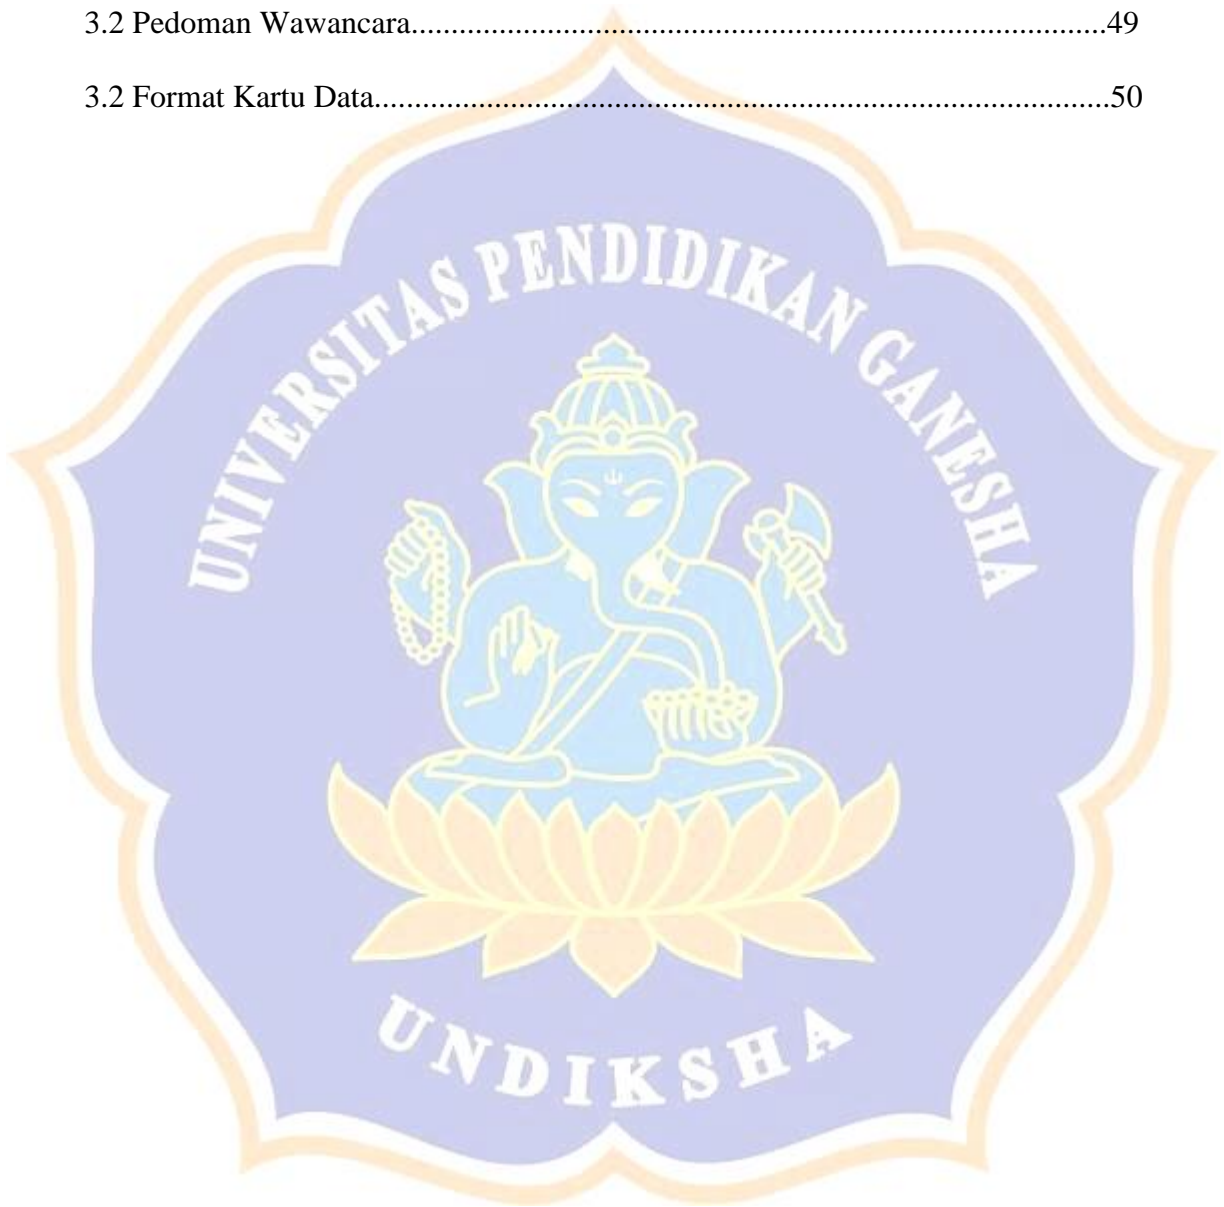 3.2 Pedoman Wawancara.......................................................................................49
3.2 Format Kartu Data............................................................................................50
UNIVERSITAS PENDIDIKAN GANESHA
UNDIKSHA